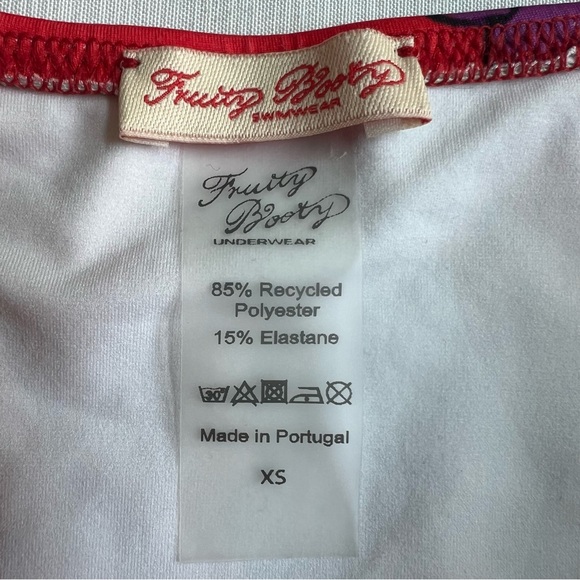 Fruity Booty
SWIMWEAR
Fruity
Booty
UNDERWEAR
85% Recycled
Polyester
15% Elastane
30°
Made in Portugal
XS